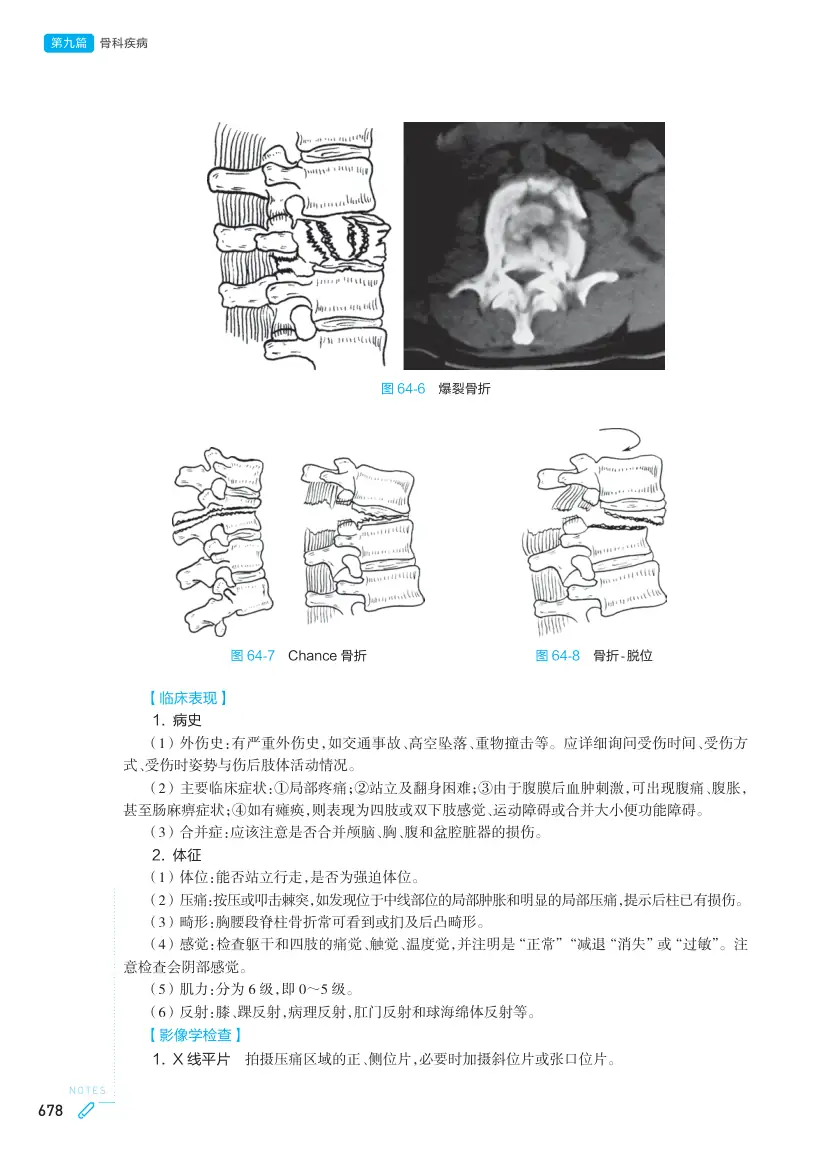 第九篇 骨科疾病
图 64-6 爆裂骨折
图 64-7 Chance 骨折
图 64-8 骨折-脱位
【临床表现】
1. 病史
（1）外伤史：有严重外伤史，如交通事故、高空坠落、重物撞击等。应详细询问受伤时间、受伤方
式、受伤时姿势与伤后肢体活动情况。
（2）主要临床症状：①局部疼痛；②站立及翻身困难；③由于腹膜后血肿刺激，可出现腹痛、腹胀，
甚至肠麻痹症状；④如有瘫痪，则表现为四肢或双下肢感觉、运动障碍或合并大小便功能障碍。
（3）合并症：应该注意是否合并颅脑、胸、腹和盆腔脏器的损伤。
2. 体征
（1）体位：能否站立行走，是否为强迫体位。
（2）压痛：按压或叩击棘突，如发现位于中线部位的局部肿胀和明显的局部压痛，提示后柱已有损伤。
（3）畸形：胸腰段脊柱骨折常可看到或扪及后凸畸形。
（4）感觉：检查躯干和四肢的痛觉、触觉、温度觉，并注明是“正常”“减退“消失”或“过敏”。注
意检查会阴部感觉。
（5）肌力：分为 6 级，即 0～5 级。
（6）反射：膝、踝反射，病理反射，肛门反射和球海绵体反射等。
【影像学检查】
1. X 线平片 拍摄压痛区域的正、侧位片，必要时加摄斜位片或张口位片。
NOTES
678